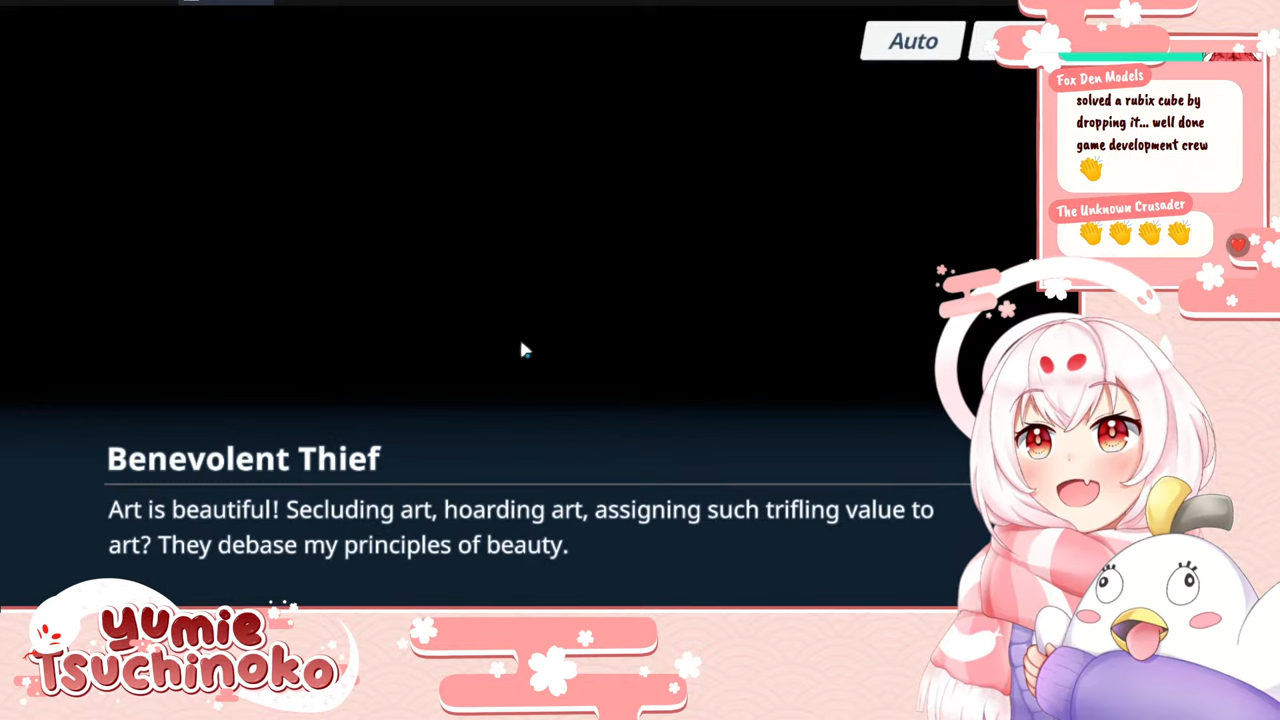 Auto
Fox Den Models
solved a rubix cube by
dropping it... well done
game development crew
👏
The Unknown Crusader
👏 👏 👏 👏
Benevolent Thief
Art is beautiful! Secluding art, hoarding art, assigning such trifling value to
art? They debase my principles of beauty.
yumie
Tsuchinoko